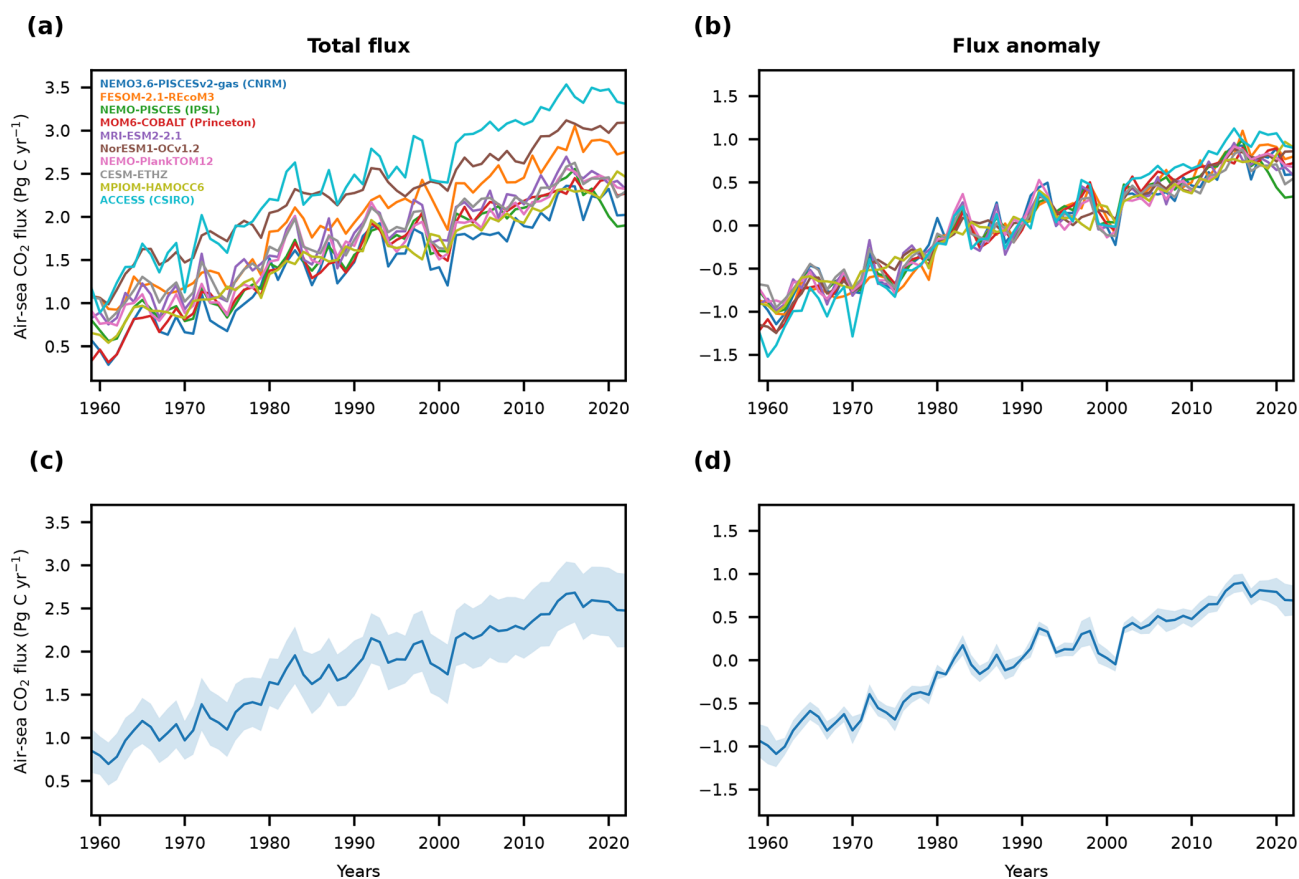 (a)
Total flux
Air-sea CO₂ flux (Pg C yr⁻¹)
3.5
3.0
2.5
2.0
1.5
1.0
0.5
NEMO3.6-PISCESv2-gas (CNRM)
FESOM-2.1-REcoM3
NEMO-PISCES (IPSL)
MOM6-COBALT (Princeton)
MRI-ESM2-2.1
NorESM1-OCv1.2
NEMO-PlankTOM12
CESM-ETHZ
MPIOM-HAMOCC6
ACCESS (CSIRO)
1960 1970 1980 1990 2000 2010 2020
(b)
Flux anomaly
1.5
1.0
0.5
0.0
−0.5
−1.0
−1.5
1960 1970 1980 1990 2000 2010 2020
(c)
Air-sea CO₂ flux (Pg C yr⁻¹)
3.5
3.0
2.5
2.0
1.5
1.0
0.5
1960 1970 1980 1990 2000 2010 2020
Years
(d)
1.5
1.0
0.5
0.0
−0.5
−1.0
−1.5
1960 1970 1980 1990 2000 2010 2020
Years